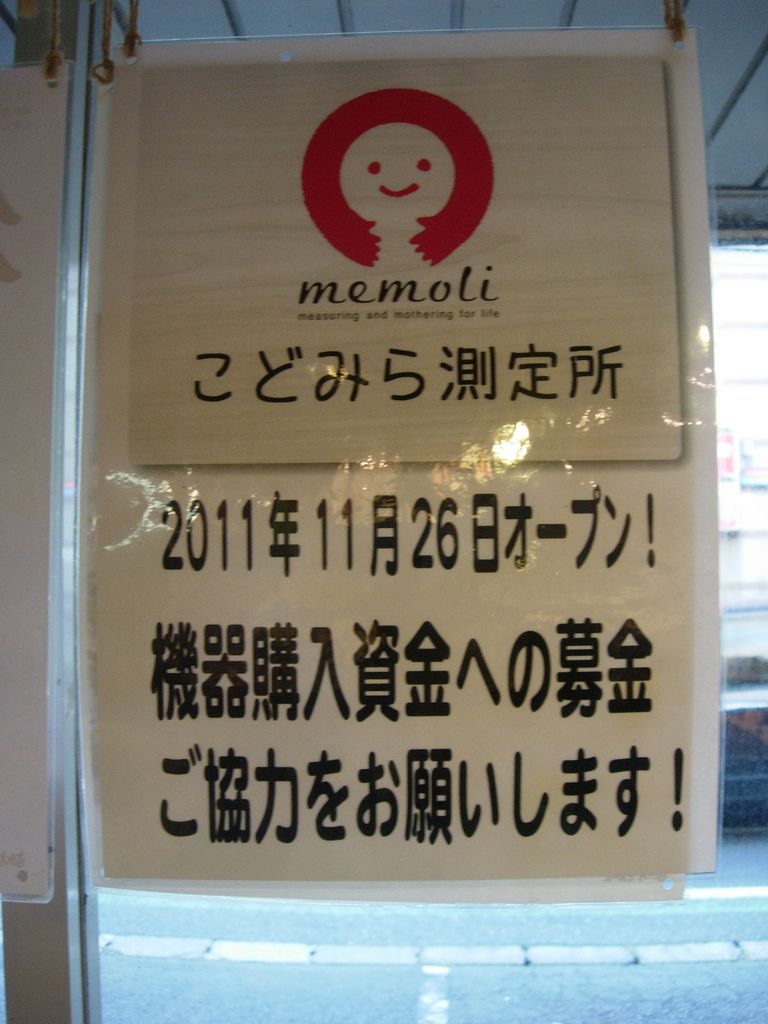 memoli
measuring and mothering for life
こどみら測定所
2011年11月26日オープン!
機器購入資金への募金
ご協力をお願いします!